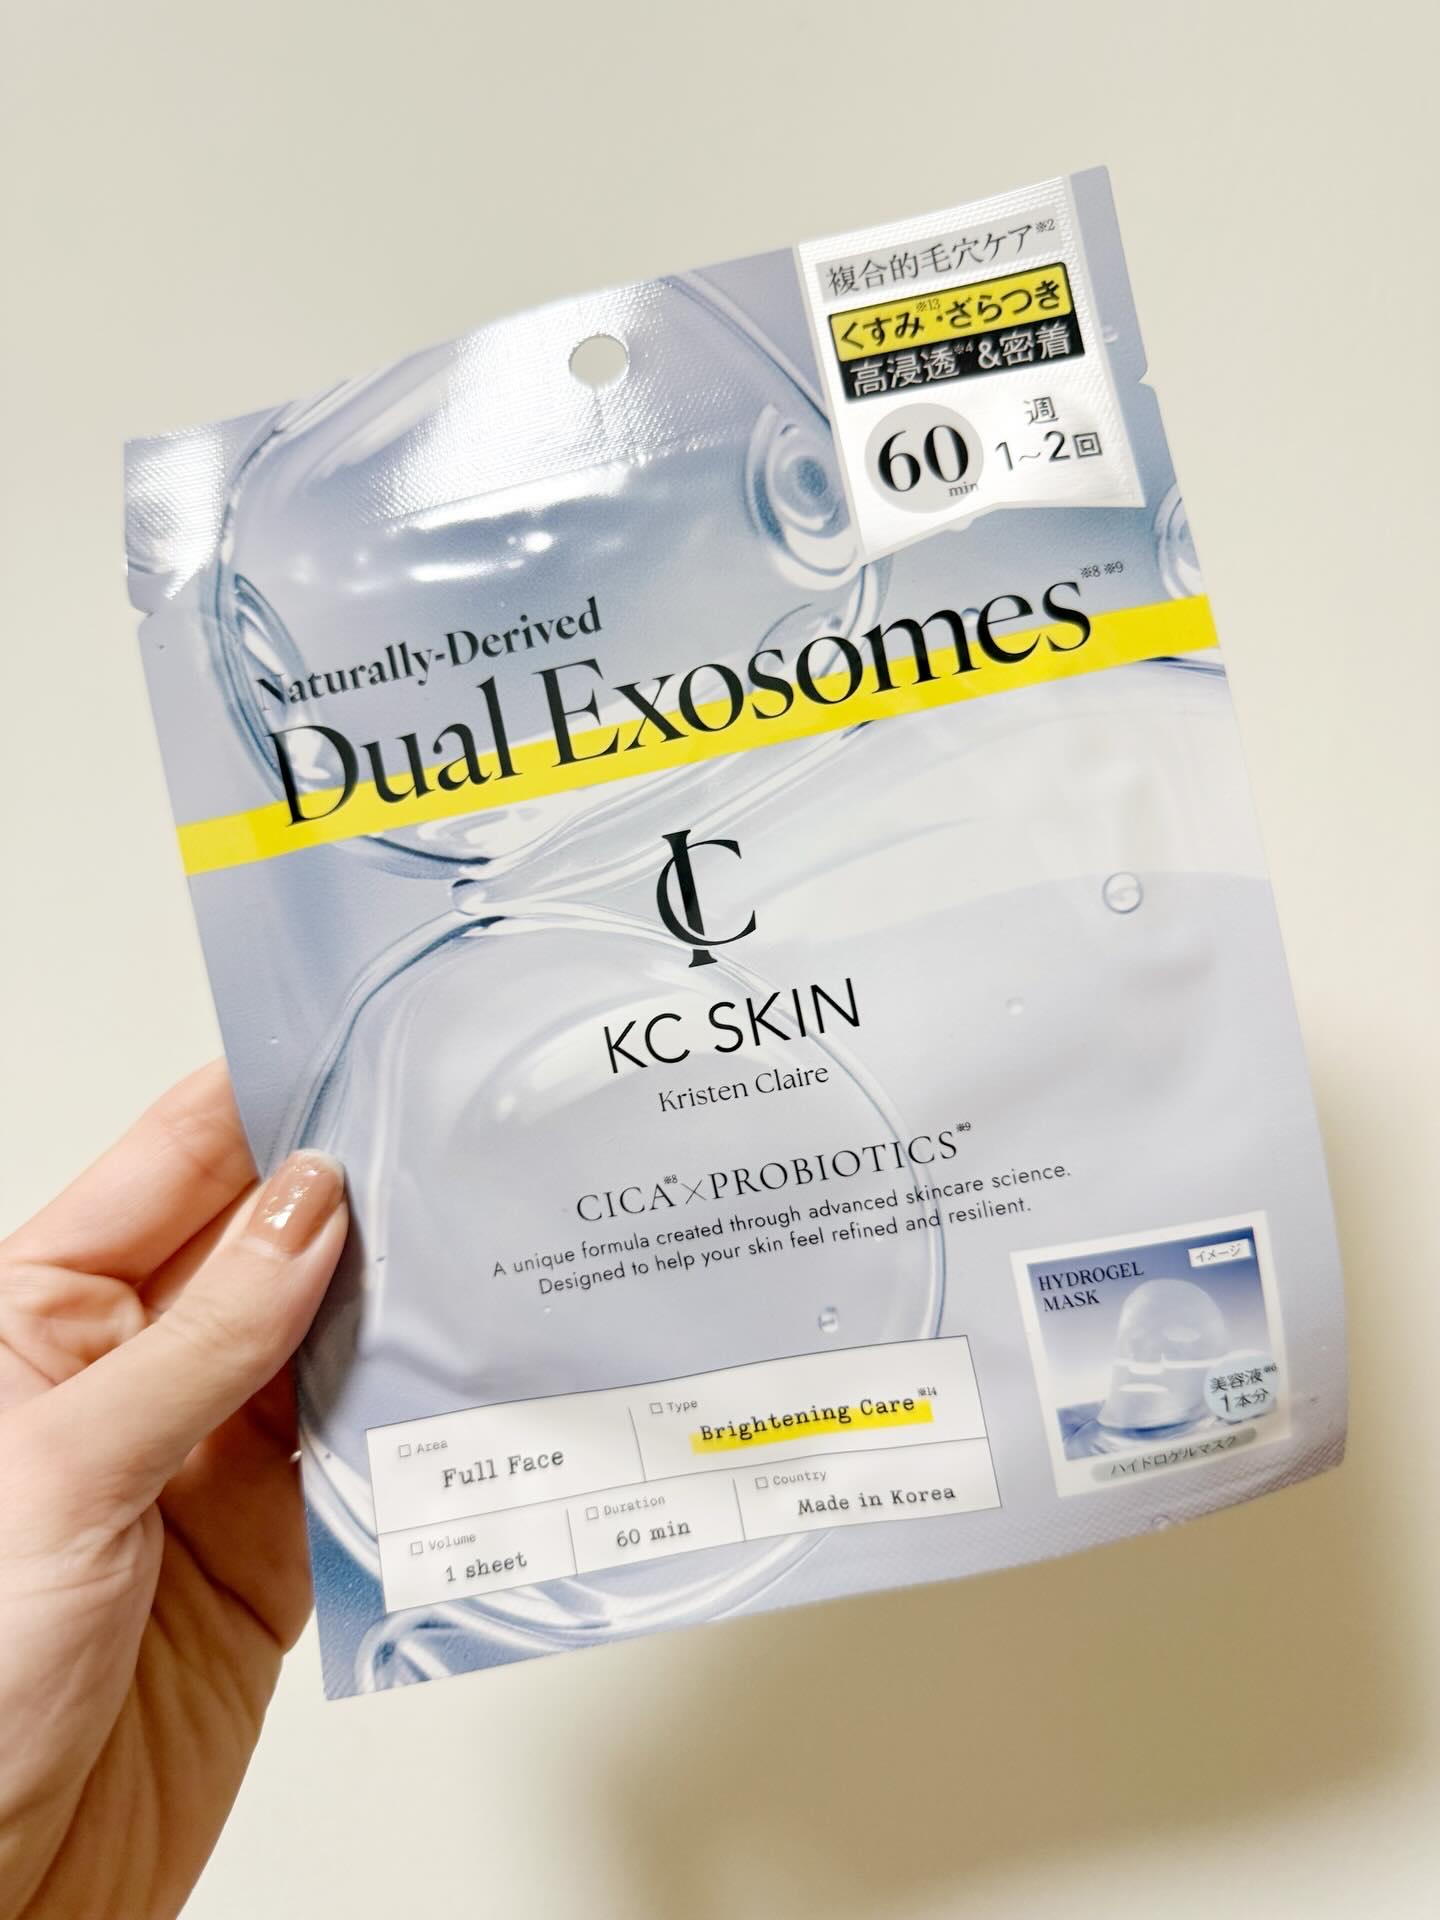 複合的毛穴ケア※2
くすみ※13・ざらつき
高浸透※4&密着
60min
週
1~2回
Naturally-Derived
Dual Exosomes※8※9
KC SKIN
Kristen Claire
CICA※8×PROBIOTICS※9
A unique formula created through advanced skincare science.
Designed to help your skin feel refined and resilient.
イメージ
HYDROGEL
MASK
美容液※6
1本分
ハイドロゲルマスク
□ Area
Full Face
□ Type
Brightening Care※14
□ Volume
1 sheet
□ Duration
60 min
□ Country
Made in Korea